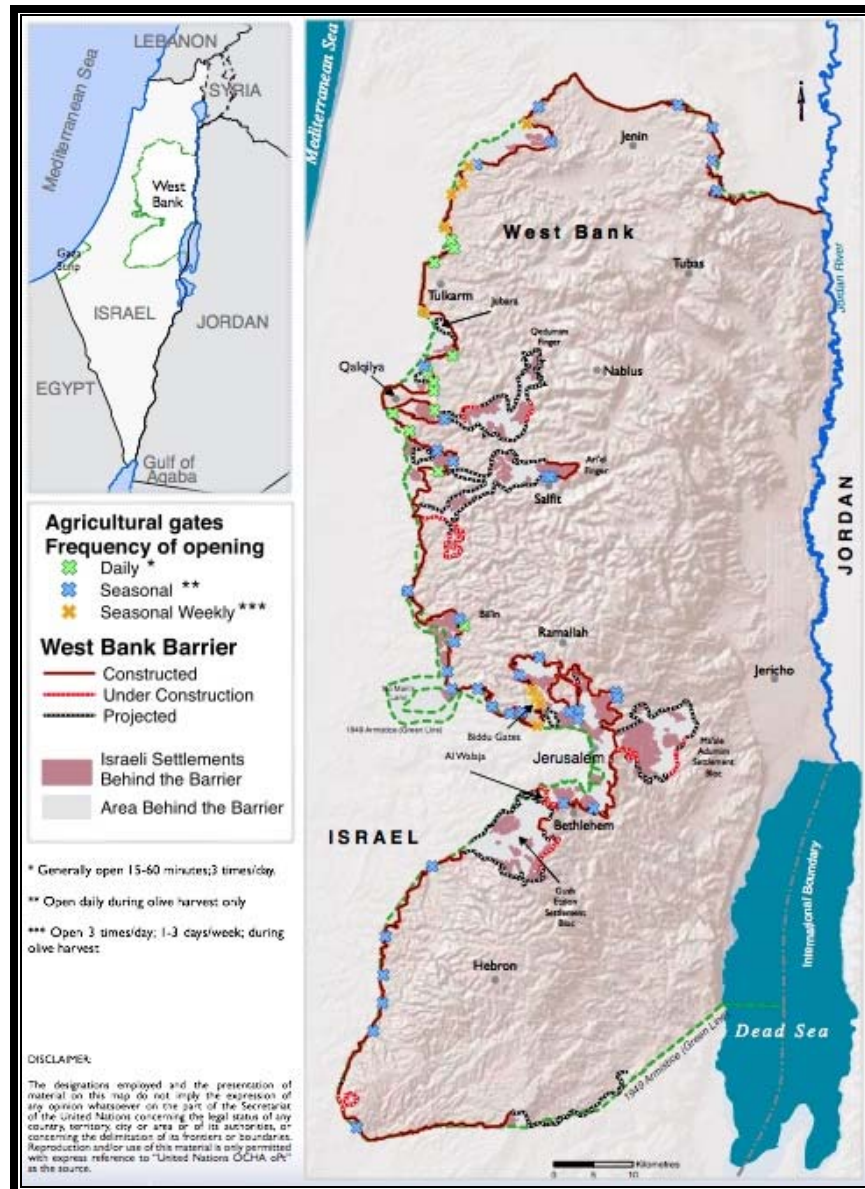 LEBANON
SYRIA
Mediterranean Sea
West
Bank
Gaza
Strip
ISRAEL
JORDAN
EGYPT
Gulf of
Aqaba
Agricultural gates
Frequency of opening
Daily *
Seasonal **
Seasonal Weekly ***
West Bank Barrier
Constructed
Under Construction
Projected
Israeli Settlements
Behind the Barrier
Area Behind the Barrier
* Generally open 15-60 minutes;3 times/day.
** Open daily during olive harvest only
*** Open 3 times/day; 1-3 days/week; during
olive harvest
DISCLAIMER:
The designations employed and the presentation of
material on this map do not imply the expression of
any opinion whatsoever on the part of the Secretariat
of the United Nations concerning the legal status of any
country, territory, city or area or of its authorities, or
concerning the delimitation of its frontiers or boundaries.
Reproduction and/or use of this material is only permitted
with express reference to "United Nations OCHA oPt"
as the source.
Mediterranean Sea
Jenin
West Bank
Tubas
Jordan River
Tulkarm
Jubara
Qedumim
Finger
Qalqilya
Nablus
Ari'el
Finger
Salfit
JORDAN
Bil'in
Ramallah
Jericho
1949 Armistice (Green Line)
Biddu Gates
Jerusalem
Ma'ale
Adumim
Settlement
Bloc
Al Walaja
Bethlehem
ISRAEL
Gush
Etzion
Settlement
Bloc
International Boundary
Hebron
Dead Sea
1949 Armistice (Green Line)
Kilometres
0 5 10